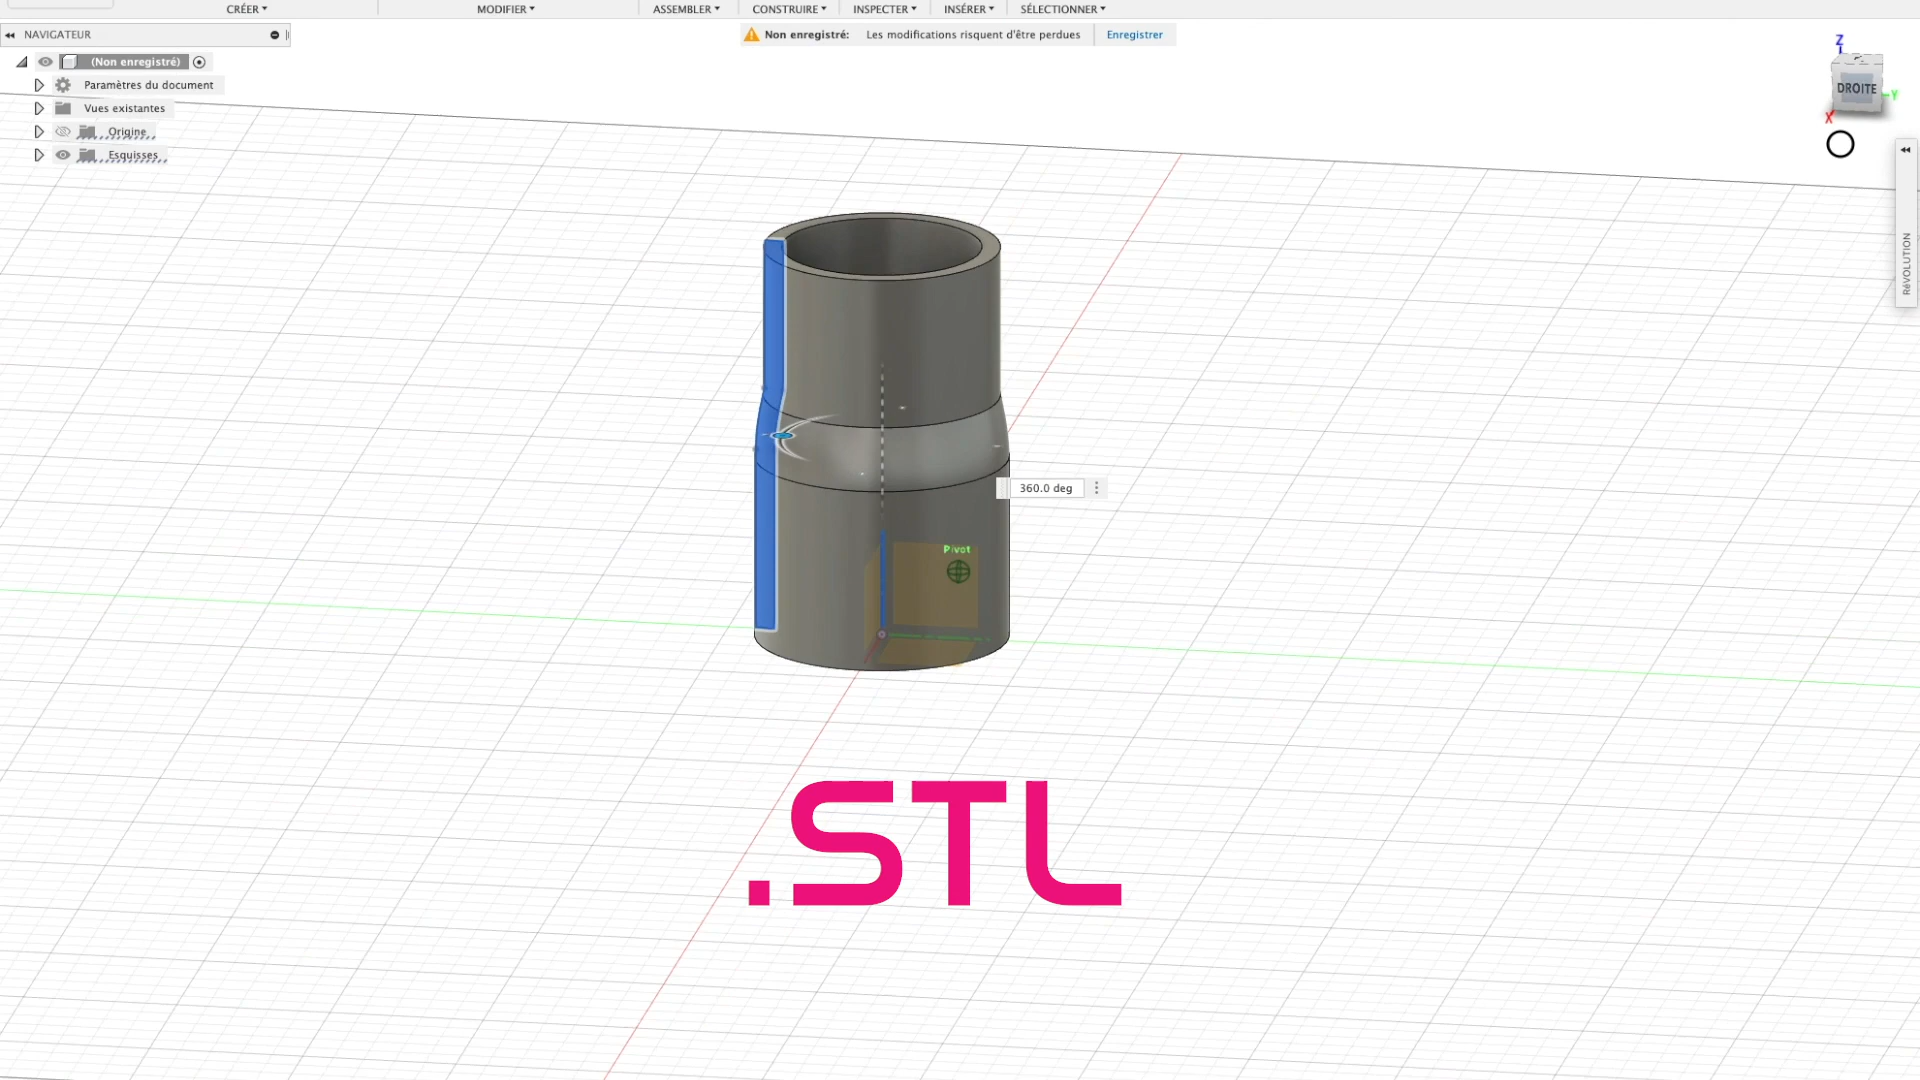 CRÉER
MODIFIER
ASSEMBLER
CONSTRUIRE
INSPECTER
INSÉRER
SÉLECTIONNER
NAVIGATEUR
Non enregistré: Les modifications risquent d'être perdues Enregistrer
(Non enregistré)
Paramètres du document
Vues existantes
Origine
Esquisses
Z
DROITE
Y
X
RÉVOLUTION
360.0 deg
Pivot
.STL